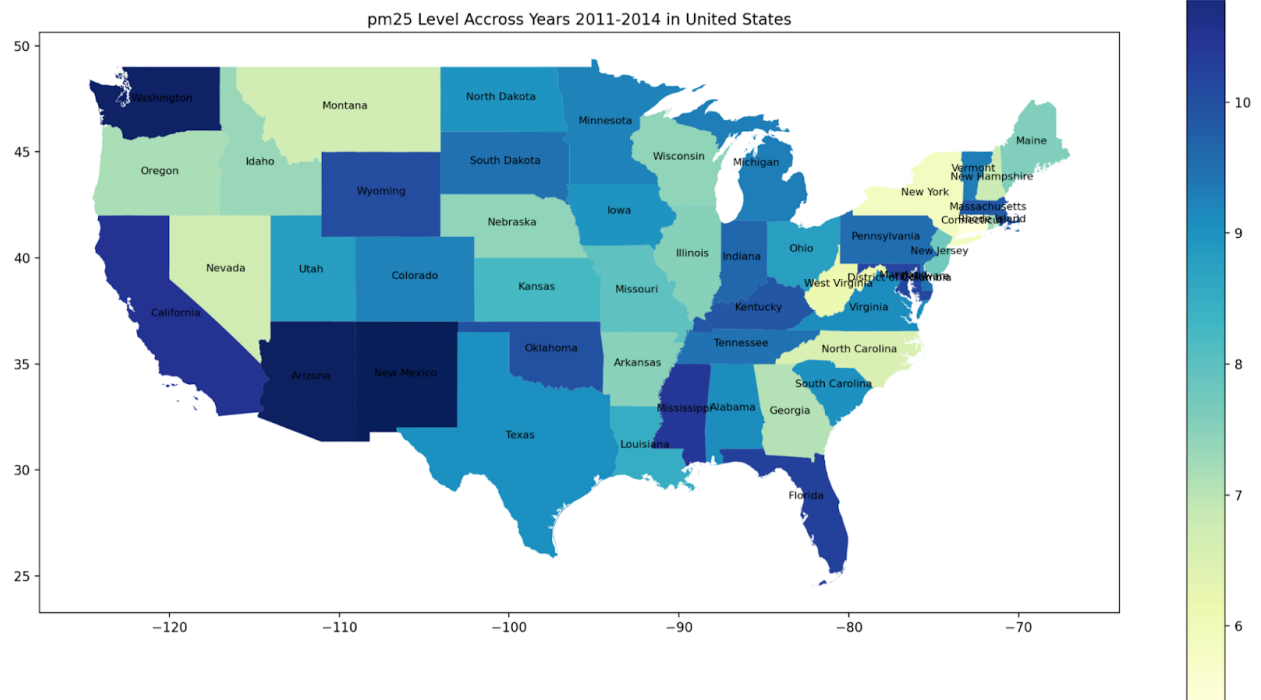 pm25 Level Accross Years 2011-2014 in United States
50
45
40
35
30
25
−120
−110
−100
−90
−80
−70
10
9
8
7
6
Washington
Montana
North Dakota
Minnesota
Maine
Oregon
Idaho
South Dakota
Wisconsin
Michigan
Vermont
New Hampshire
Wyoming
New York
Nebraska
Iowa
Massachusetts
Rhode Island
Connecticut
Pennsylvania
New Jersey
Nevada
Utah
Colorado
Illinois
Indiana
Ohio
Kansas
Missouri
West Virginia
District of Columbia
Maryland
Delaware
California
Kentucky
Virginia
Oklahoma
Tennessee
North Carolina
Arizona
New Mexico
Arkansas
South Carolina
Mississippi
Alabama
Georgia
Texas
Louisiana
Florida